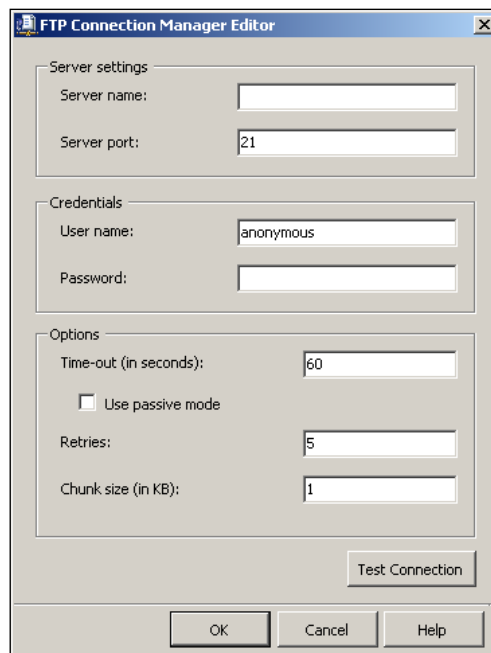 FTP Connection Manager Editor
Server settings
Server name:
Server port: 21
Credentials
User name: anonymous
Password:
Options
Time-out (in seconds): 60
Use passive mode
Retries: 5
Chunk size (in KB): 1
Test Connection
OK Cancel Help